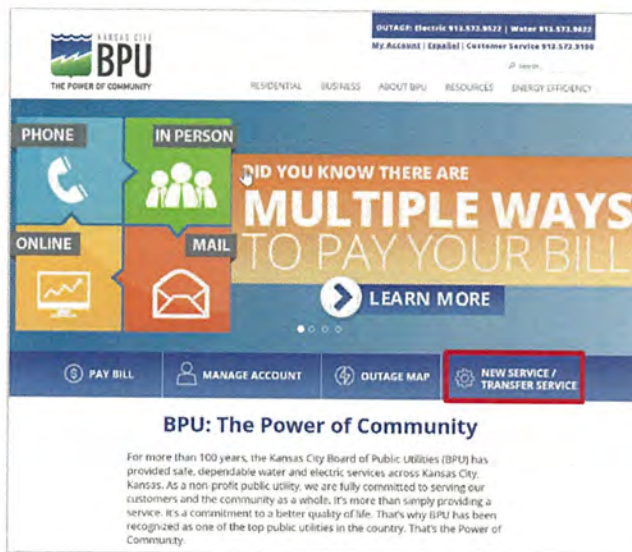 OUTAGE: Electric 913.573.9522 | Water 913.573.9622
My Account | Español | Customer Service 913.573.9190
KANSAS CITY
BPU
THE POWER OF COMMUNITY
Search...
RESIDENTIAL BUSINESS ABOUT BPU RESOURCES ENERGY EFFICIENCY
PHONE
IN PERSON
ONLINE
MAIL
DID YOU KNOW THERE ARE
MULTIPLE WAYS
TO PAY YOUR BILL
LEARN MORE
PAY BILL
MANAGE ACCOUNT
OUTAGE MAP
NEW SERVICE /
TRANSFER SERVICE
BPU: The Power of Community
For more than 100 years, the Kansas City Board of Public Utilities (BPU) has
provided safe, dependable water and electric services across Kansas City,
Kansas. As a non-profit public utility, we are fully committed to serving our
customers and the community as a whole. It's more than simply providing a
service. It's a commitment to a better quality of life. That's why BPU has been
recognized as one of the top public utilities in the country. That's the Power of
Community.